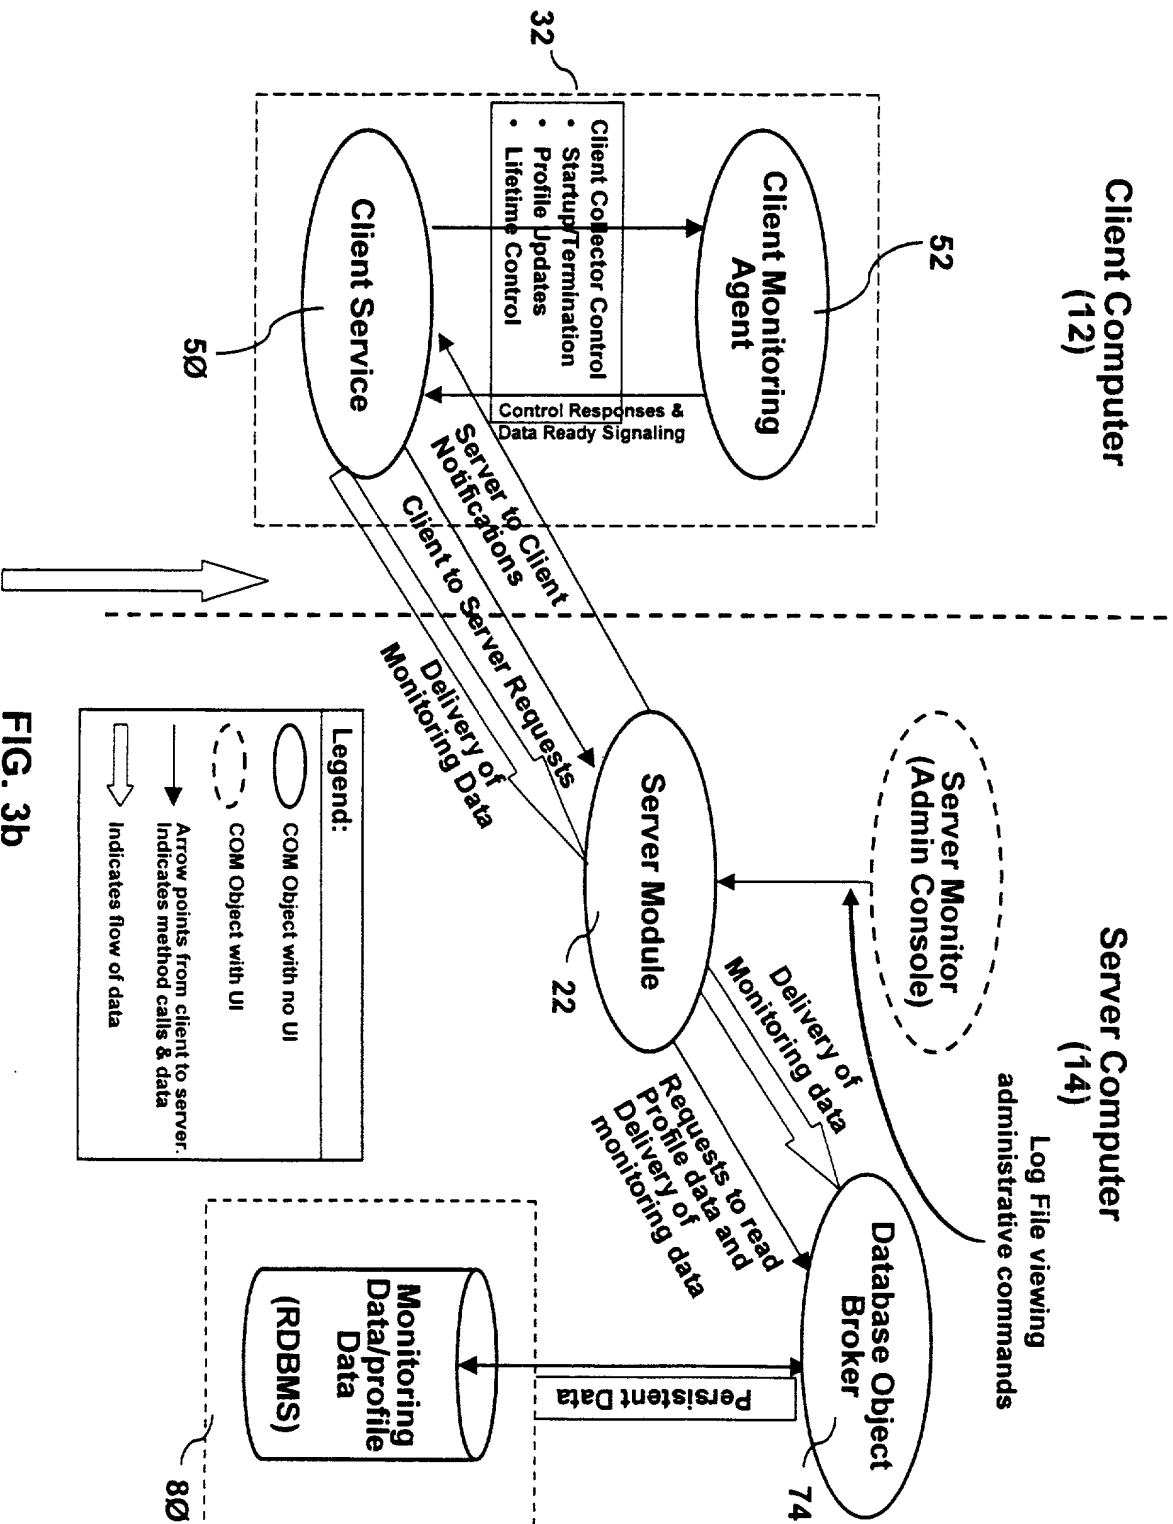 Client Computer
(12)
Server Computer
(14)
52
Client Monitoring
Agent
32
Client Collector Control
• Startup/Termination
• Profile Updates
• Lifetime Control
Control Responses &
Data Ready Signaling
Client Service
50
Server to Client
Notifications
Client to Server Requests
Delivery of
Monitoring Data
Server Monitor
(Admin Console)
Log File viewing
administrative commands
Server Module
22
Delivery of
Monitoring data
Requests to read
Profile data and
Delivery of
monitoring data
Database Object
Broker
74
Persistent Data
Monitoring
Data/profile
Data
(RDBMS)
80
Legend:
COM Object with no UI
COM Object with UI
Arrow points from client to server.
Indicates method calls & data
Indicates flow of data
FIG. 3b